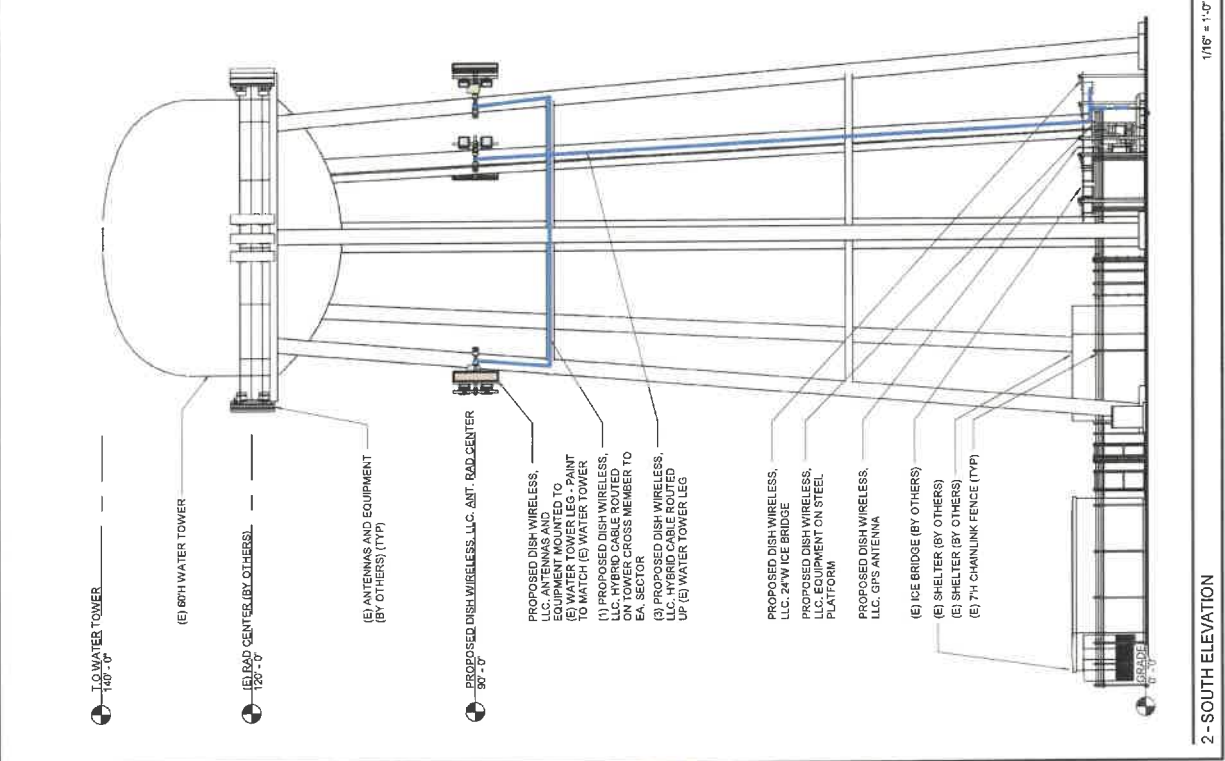 T.O WATER TOWER
140' - 0"
(E) RAD CENTER (BY OTHERS)
120' - 0"
PROPOSED DISH WIRELESS, LLC. ANT. RAD CENTER
90' - 0"
GRADE
0' - 0"
(E) ANTENNAS AND EQUIPMENT
(BY OTHERS) (TYP)
PROPOSED DISH WIRELESS,
LLC. ANTENNAS AND
EQUIPMENT MOUNTED TO
(E) WATER TOWER LEG - PAINT
TO MATCH (E) WATER TOWER
(1) PROPOSED DISH WIRELESS,
LLC. HYBRID CABLE ROUTED
ON TOWER CROSS MEMBER TO
EA. SECTOR
(3) PROPOSED DISH WIRELESS,
LLC. HYBRID CABLE ROUTED
UP (E) WATER TOWER LEG
PROPOSED DISH WIRELESS,
LLC. 24"W ICE BRIDGE
PROPOSED DISH WIRELESS,
LLC. EQUIPMENT ON STEEL
PLATFORM
PROPOSED DISH WIRELESS,
LLC. GPS ANTENNA
(E) ICE BRIDGE (BY OTHERS)
(E) SHELTER (BY OTHERS)
(E) SHELTER (BY OTHERS)
(E) 7'H CHAINLINK FENCE (TYP)
2 - SOUTH ELEVATION
1/16" = 1'-0"